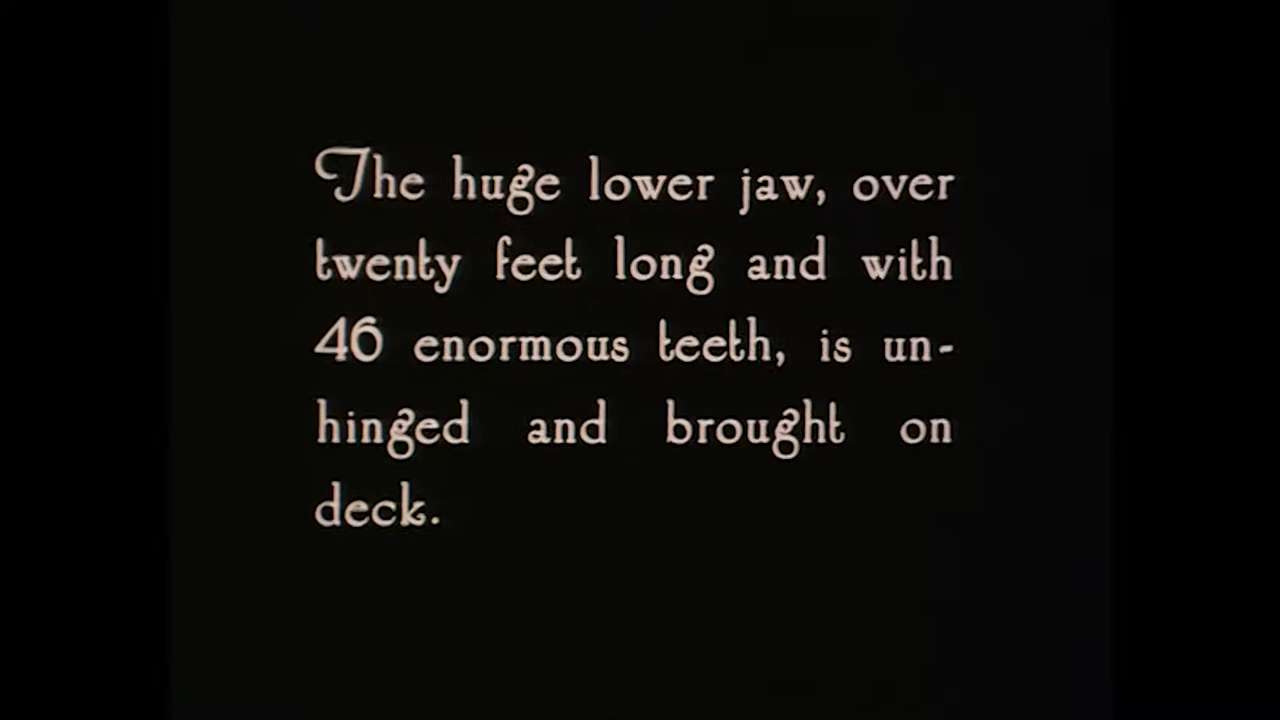 The huge lower jaw, over
twenty feet long and with
46 enormous teeth, is un-
hinged and brought on
deck.